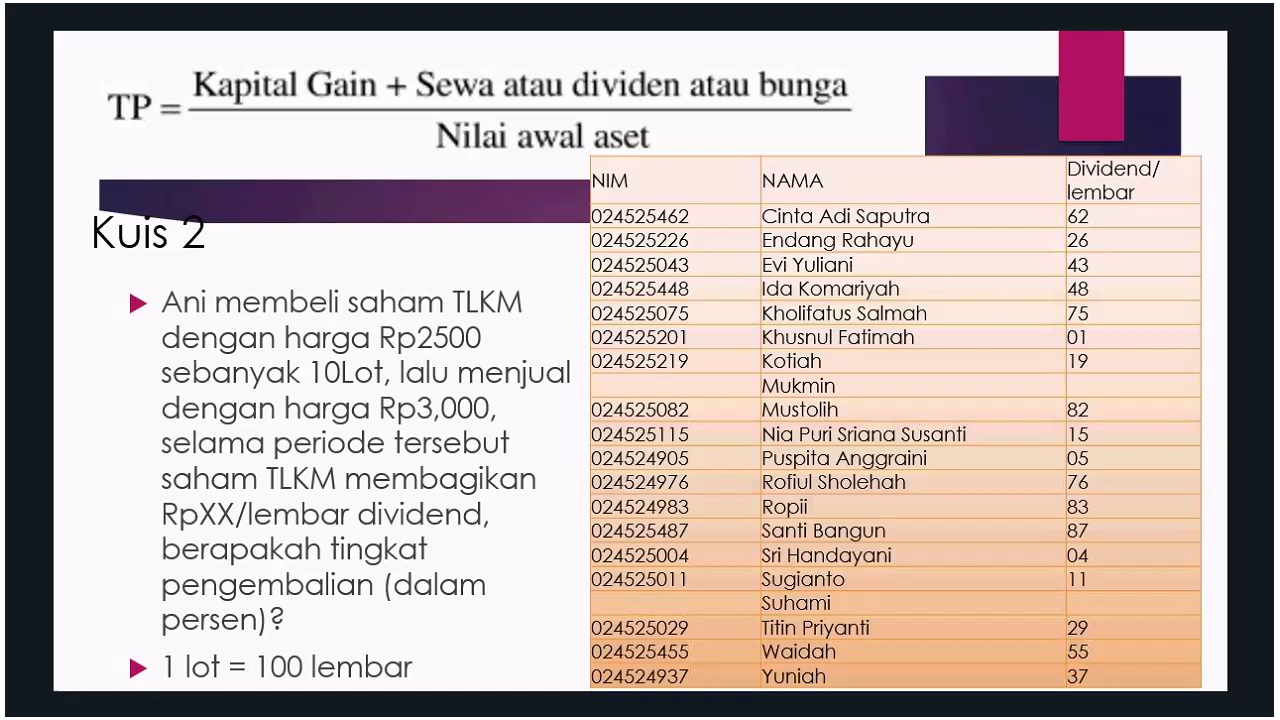 TP = Kapital Gain + Sewa atau dividen atau bunga
Nilai awal aset
Kuis 2
Ani membeli saham TLKM
dengan harga Rp2500
sebanyak 10Lot, lalu menjual
dengan harga Rp3,000,
selama periode tersebut
saham TLKM membagikan
RpXX/lembar dividend,
berapakah tingkat
pengembalian (dalam
persen)?
1 lot = 100 lembar
NIM NAMA Dividend/
lembar
024525462 Cinta Adi Saputra 62
024525226 Endang Rahayu 26
024525043 Evi Yuliani 43
024525448 Ida Komariyah 48
024525075 Kholifatus Salmah 75
024525201 Khusnul Fatimah 01
024525219 Kotiah 19
Mukmin
024525082 Mustolih 82
024525115 Nia Puri Sriana Susanti 15
024524905 Puspita Anggraini 05
024524976 Rofiul Sholehah 76
024524983 Ropii 83
024525487 Santi Bangun 87
024525004 Sri Handayani 04
024525011 Sugianto 11
Suhami
024525029 Titin Priyanti 29
024525455 Waidah 55
024524937 Yuniah 37